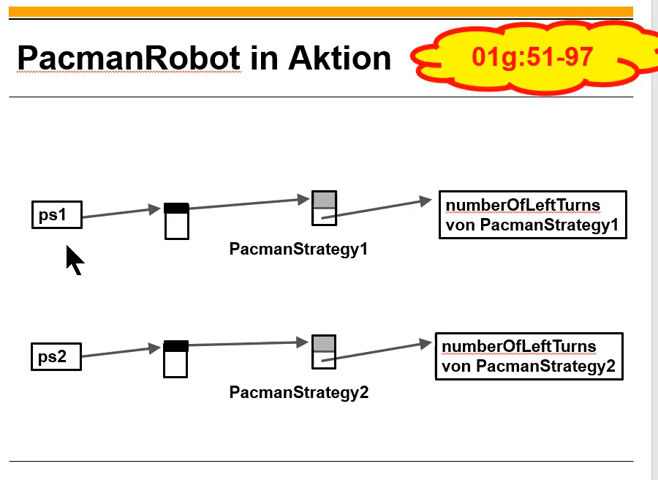 PacmanRobot in Aktion
01g:51-97
ps1
numberOfLeftTurns
von PacmanStrategy1
PacmanStrategy1
ps2
numberOfLeftTurns
von PacmanStrategy2
PacmanStrategy2